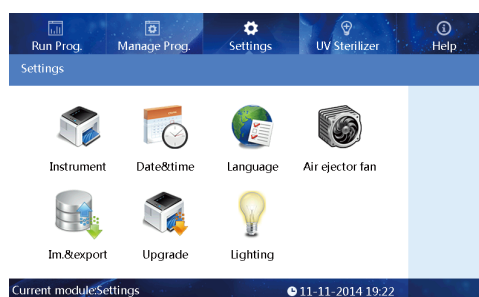 Run Prog. Manage Prog. Settings UV Sterilizer Help
Settings
Instrument Date&time Language Air ejector fan
Im.&export Upgrade Lighting
Current module:Settings 11-11-2014 19:22